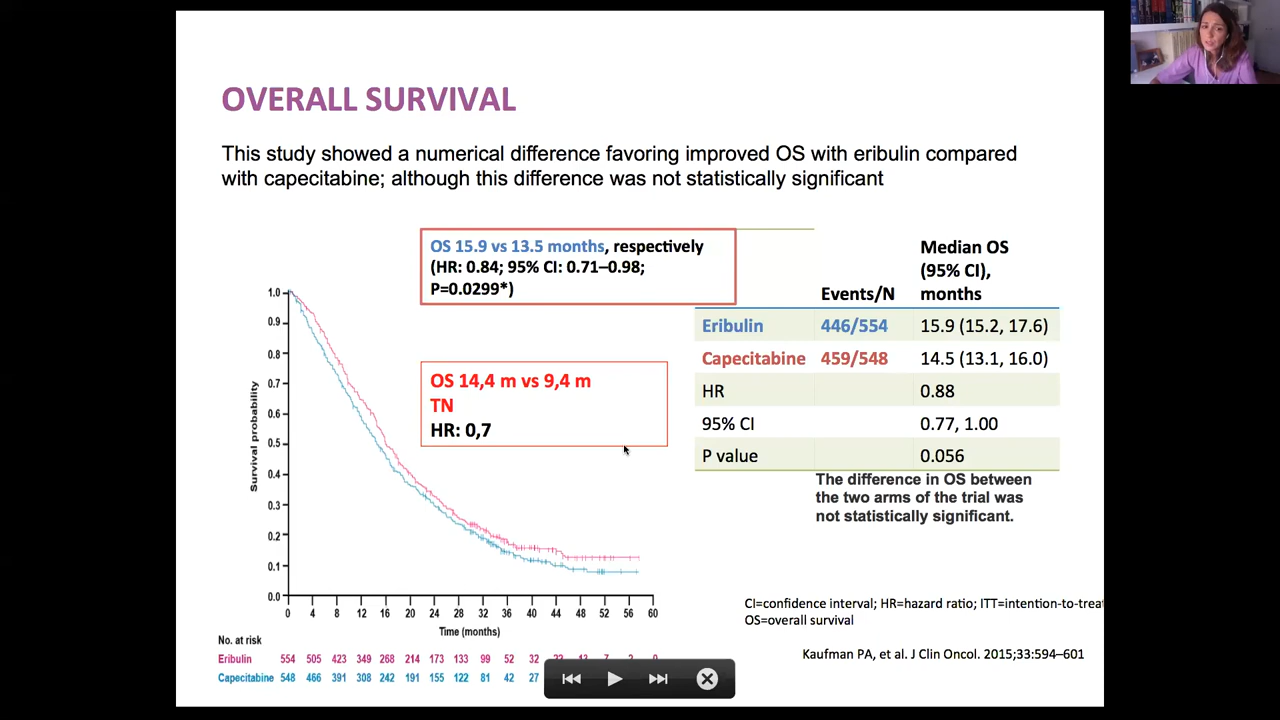 OVERALL SURVIVAL
This study showed a numerical difference favoring improved OS with eribulin compared
with capecitabine; although this difference was not statistically significant
OS 15.9 vs 13.5 months, respectively
(HR: 0.84; 95% CI: 0.71–0.98;
P=0.0299*)
OS 14,4 m vs 9,4 m
TN
HR: 0,7
Events/N Median OS (95% CI), months
Eribulin 446/554 15.9 (15.2, 17.6)
Capecitabine 459/548 14.5 (13.1, 16.0)
HR 0.88
95% CI 0.77, 1.00
P value 0.056
The difference in OS between
the two arms of the trial was
not statistically significant.
Survival probability
1.0
0.9
0.8
0.7
0.6
0.5
0.4
0.3
0.2
0.1
0.0
0 4 8 12 16 20 24 28 32 36 40 44 48 52 56 60
Time (months)
No. at risk
Eribulin 554 505 423 349 268 214 173 133 99 52 32
Capecitabine 548 466 391 308 242 191 155 122 81 42 27
CI=confidence interval; HR=hazard ratio; ITT=intention-to-trea
OS=overall survival
Kaufman PA, et al. J Clin Oncol. 2015;33:594–601